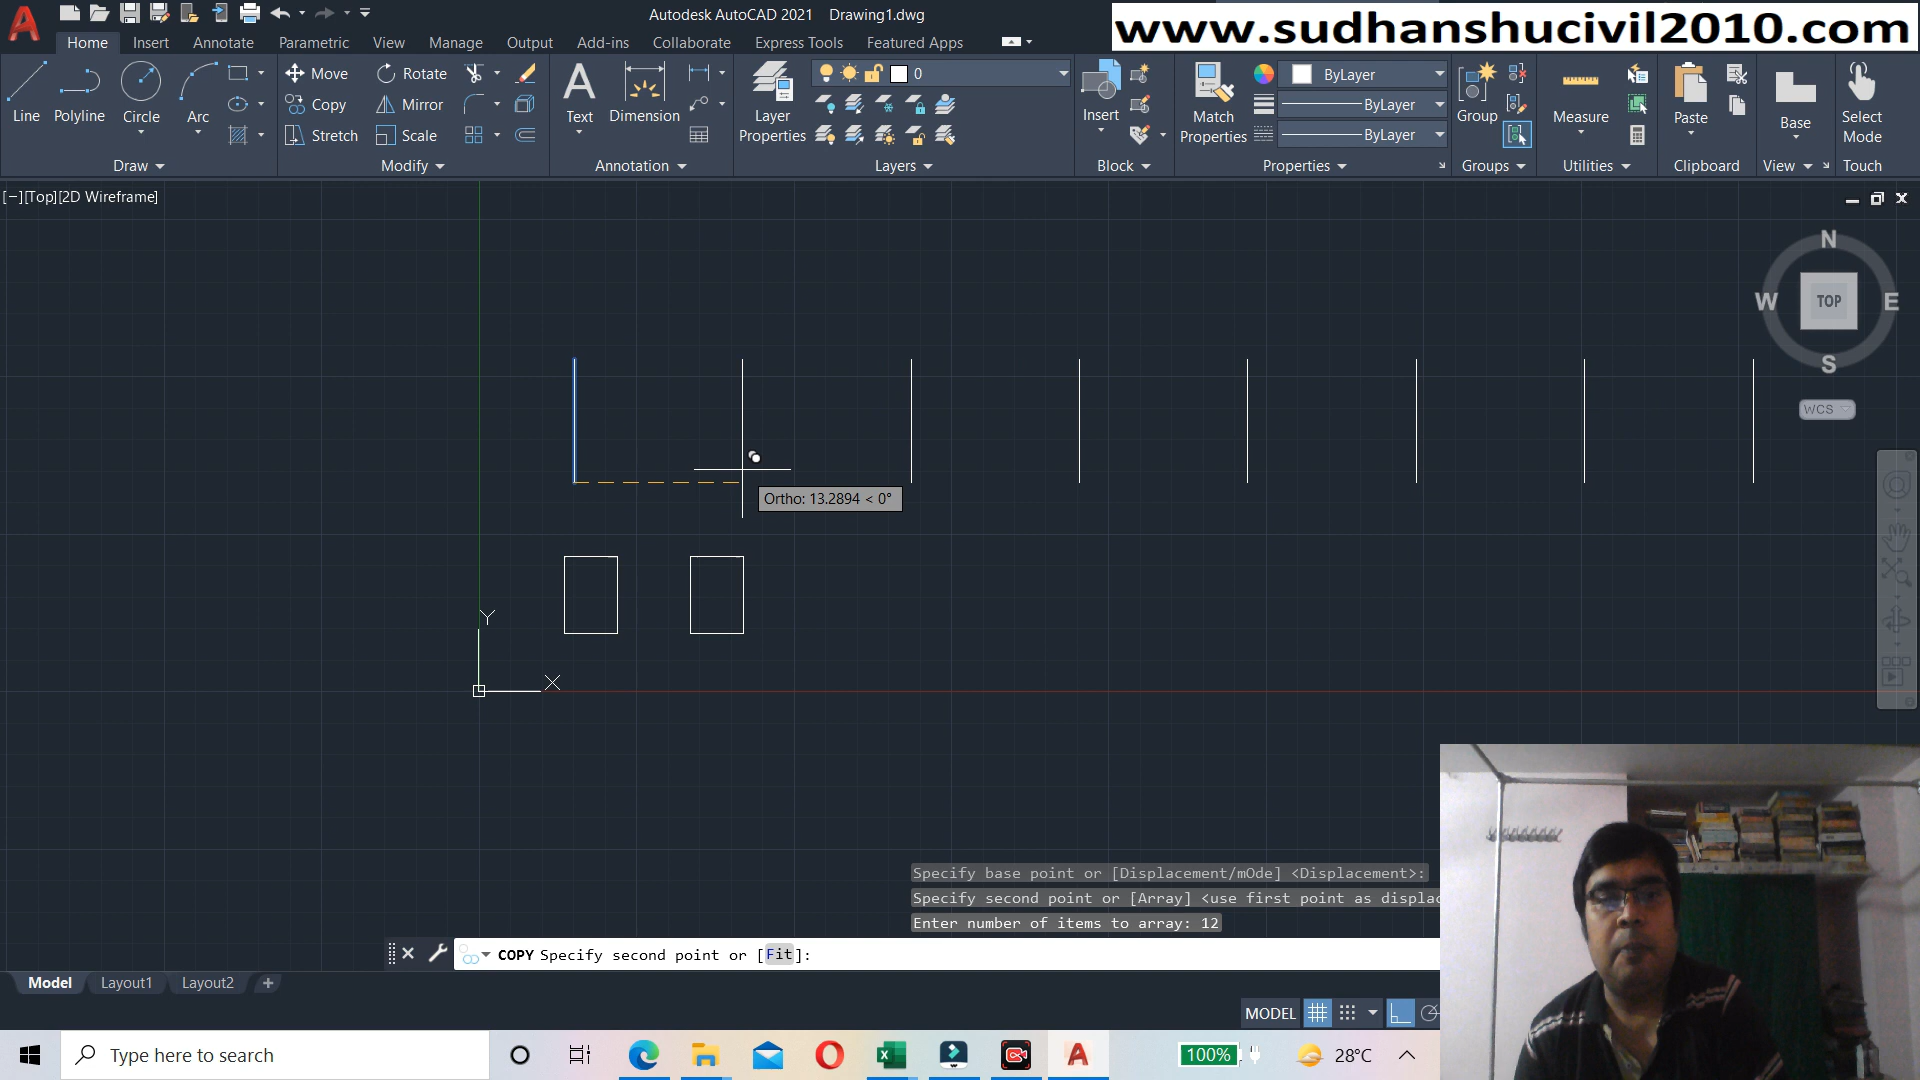 Autodesk AutoCAD 2021 Drawing1.dwg
www.sudhanshucivil2010.com
Home Insert Annotate Parametric View Manage Output Add-ins Collaborate Express Tools Featured Apps
Line Polyline Circle Arc
Draw
Move Rotate
Copy Mirror
Stretch Scale
Modify
Text Dimension
Annotation
Layer
Properties
0
Layers
Insert
Block
Match
Properties
ByLayer
ByLayer
ByLayer
Properties
Group
Groups
Measure
Utilities
Paste
Clipboard
Base
View
Select
Mode
Touch
[−][Top][2D Wireframe]
N
W TOP E
S
WCS
Ortho: 13.2894 < 0°
Y
X
Specify base point or [Displacement/mOde] <Displacement>:
Specify second point or [Array] <use first point as displac
Enter number of items to array: 12
COPY Specify second point or [Fit]:
Model Layout1 Layout2 +
MODEL
Type here to search
100%
28°C